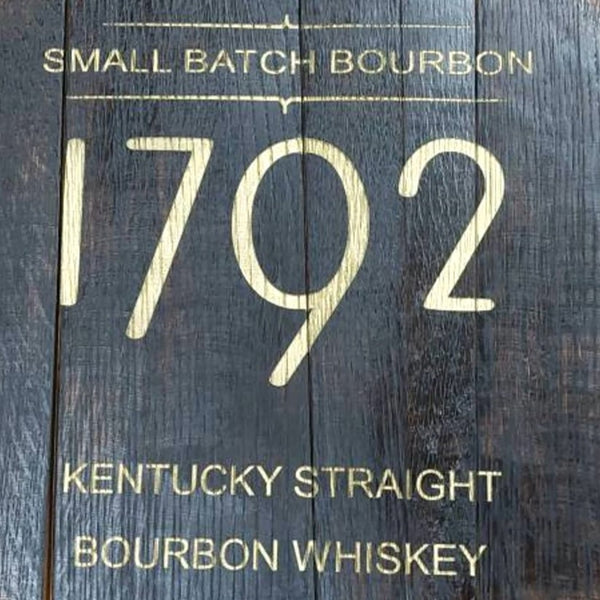 SMALL BATCH BOURBON
1792
KENTUCKY STRAIGHT
BOURBON WHISKEY